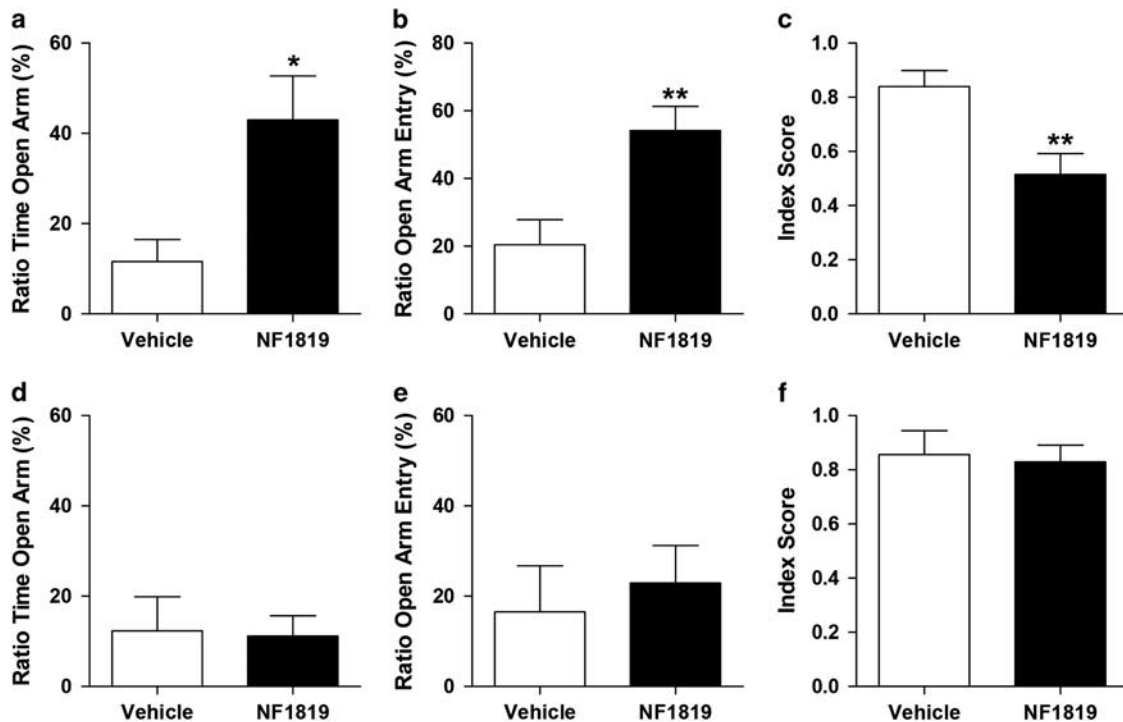 a
Ratio Time Open Arm (%)
60
40
20
0
*
Vehicle
NF1819
b
Ratio Open Arm Entry (%)
80
60
40
20
0
**
Vehicle
NF1819
c
Index Score
1.0
0.8
0.6
0.4
0.2
0.0
**
Vehicle
NF1819
d
Ratio Time Open Arm (%)
60
40
20
0
Vehicle
NF1819
e
Ratio Open Arm Entry (%)
60
40
20
0
Vehicle
NF1819
f
Index Score
1.0
0.8
0.6
0.4
0.2
0.0
Vehicle
NF1819